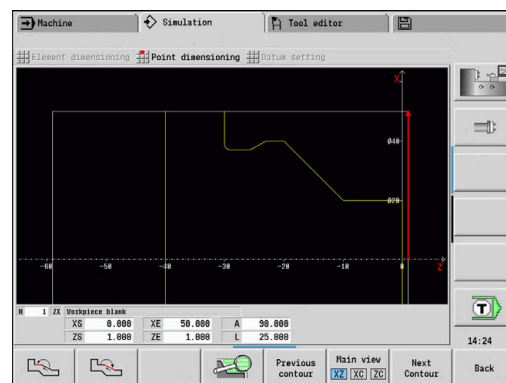 Machine Simulation Tool editor
Element dimensioning Point dimensioning Datum setting
X
Ø40
Ø20
-60 -50 -40 -30 -20 -10 0 Z
N 1 ZX Workpiece blank
XS 0.000 XE 50.000 A 90.000
ZS 1.000 ZE 1.000 L 25.000
T
14:24
Previous contour
Main view
XZ XC ZC
Next Contour
Back